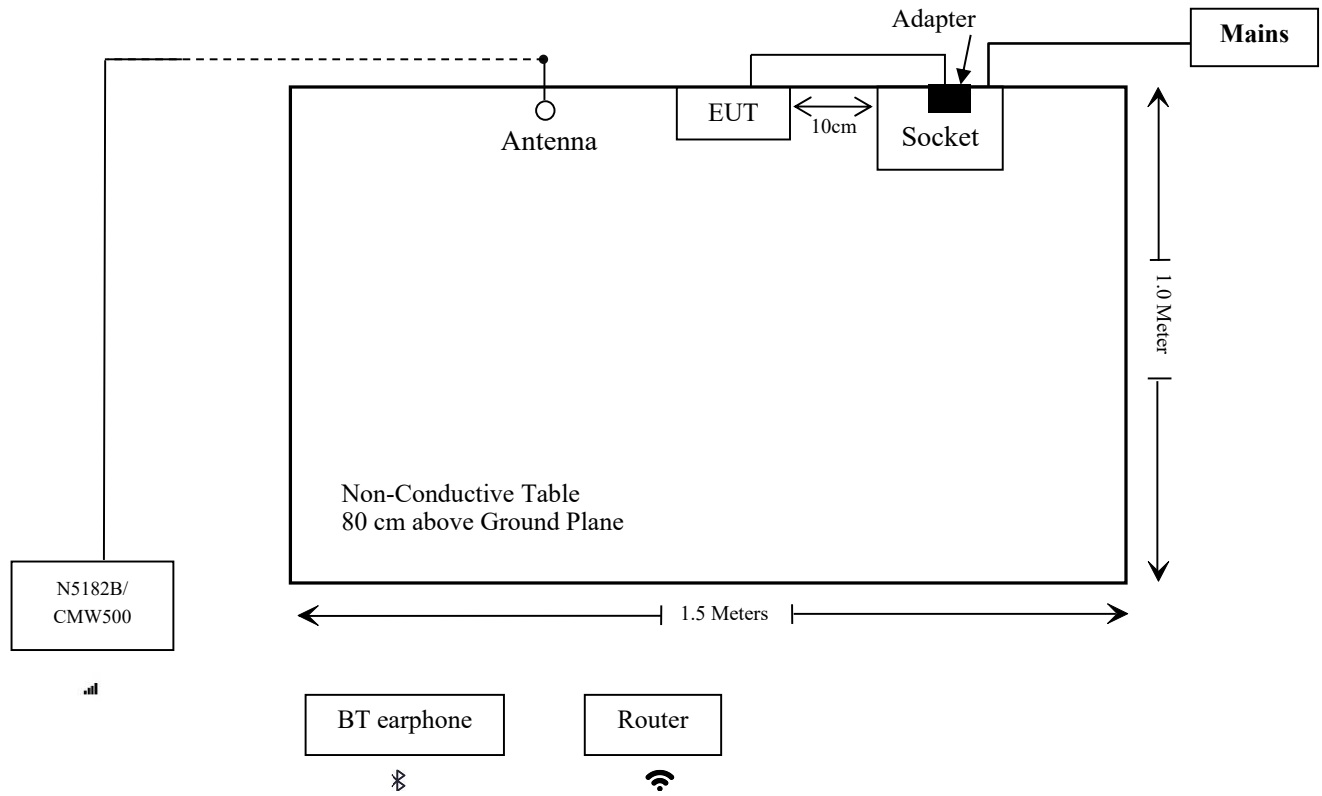 Adapter
Mains
Antenna
EUT
10cm
Socket
1.0 Meter
Non-Conductive Table
80 cm above Ground Plane
N5182B/
CMW500
1.5 Meters
BT earphone
Router